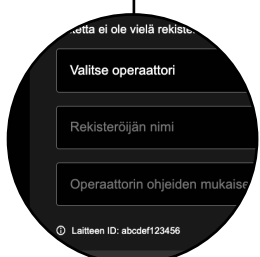 ei ole vielä
Valitse operaattori
Rekisteröijän nimi
Operaattorin ohjeiden
Laitteen ID: abcdef123456